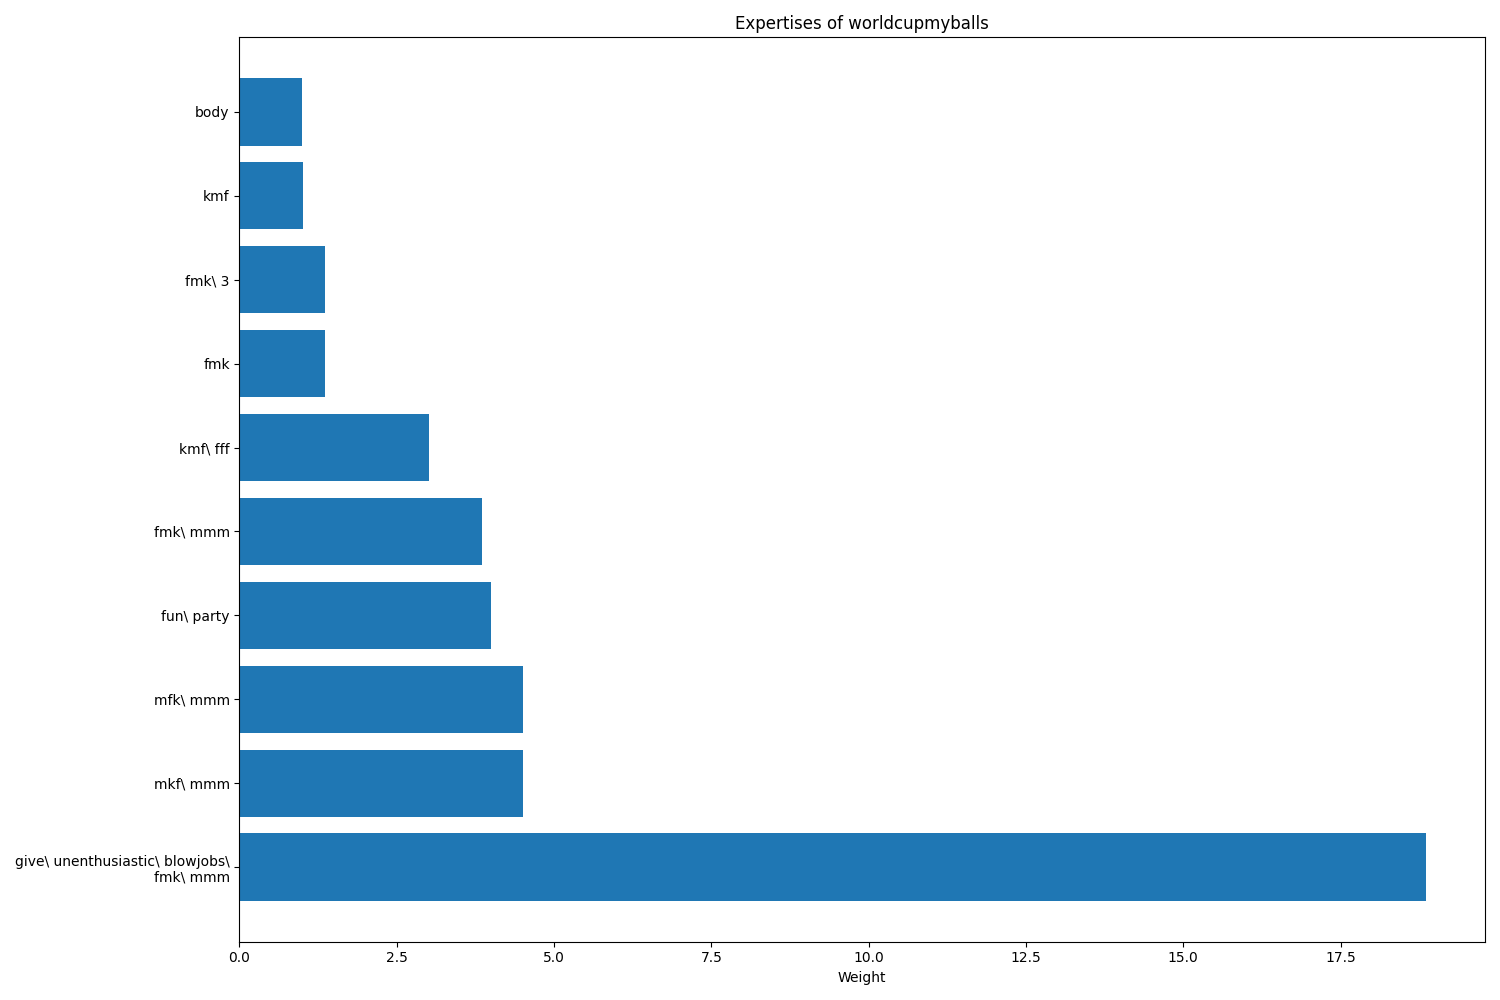 Expertises of worldcupmyballs
body
kmf
fmk\ 3
fmk
kmf\ fff
fmk\ mmm
fun\ party
mfk\ mmm
mkf\ mmm
give\ unenthusiastic\ blowjobs\
fmk\ mmm
0.0 2.5 5.0 7.5 10.0 12.5 15.0 17.5
Weight